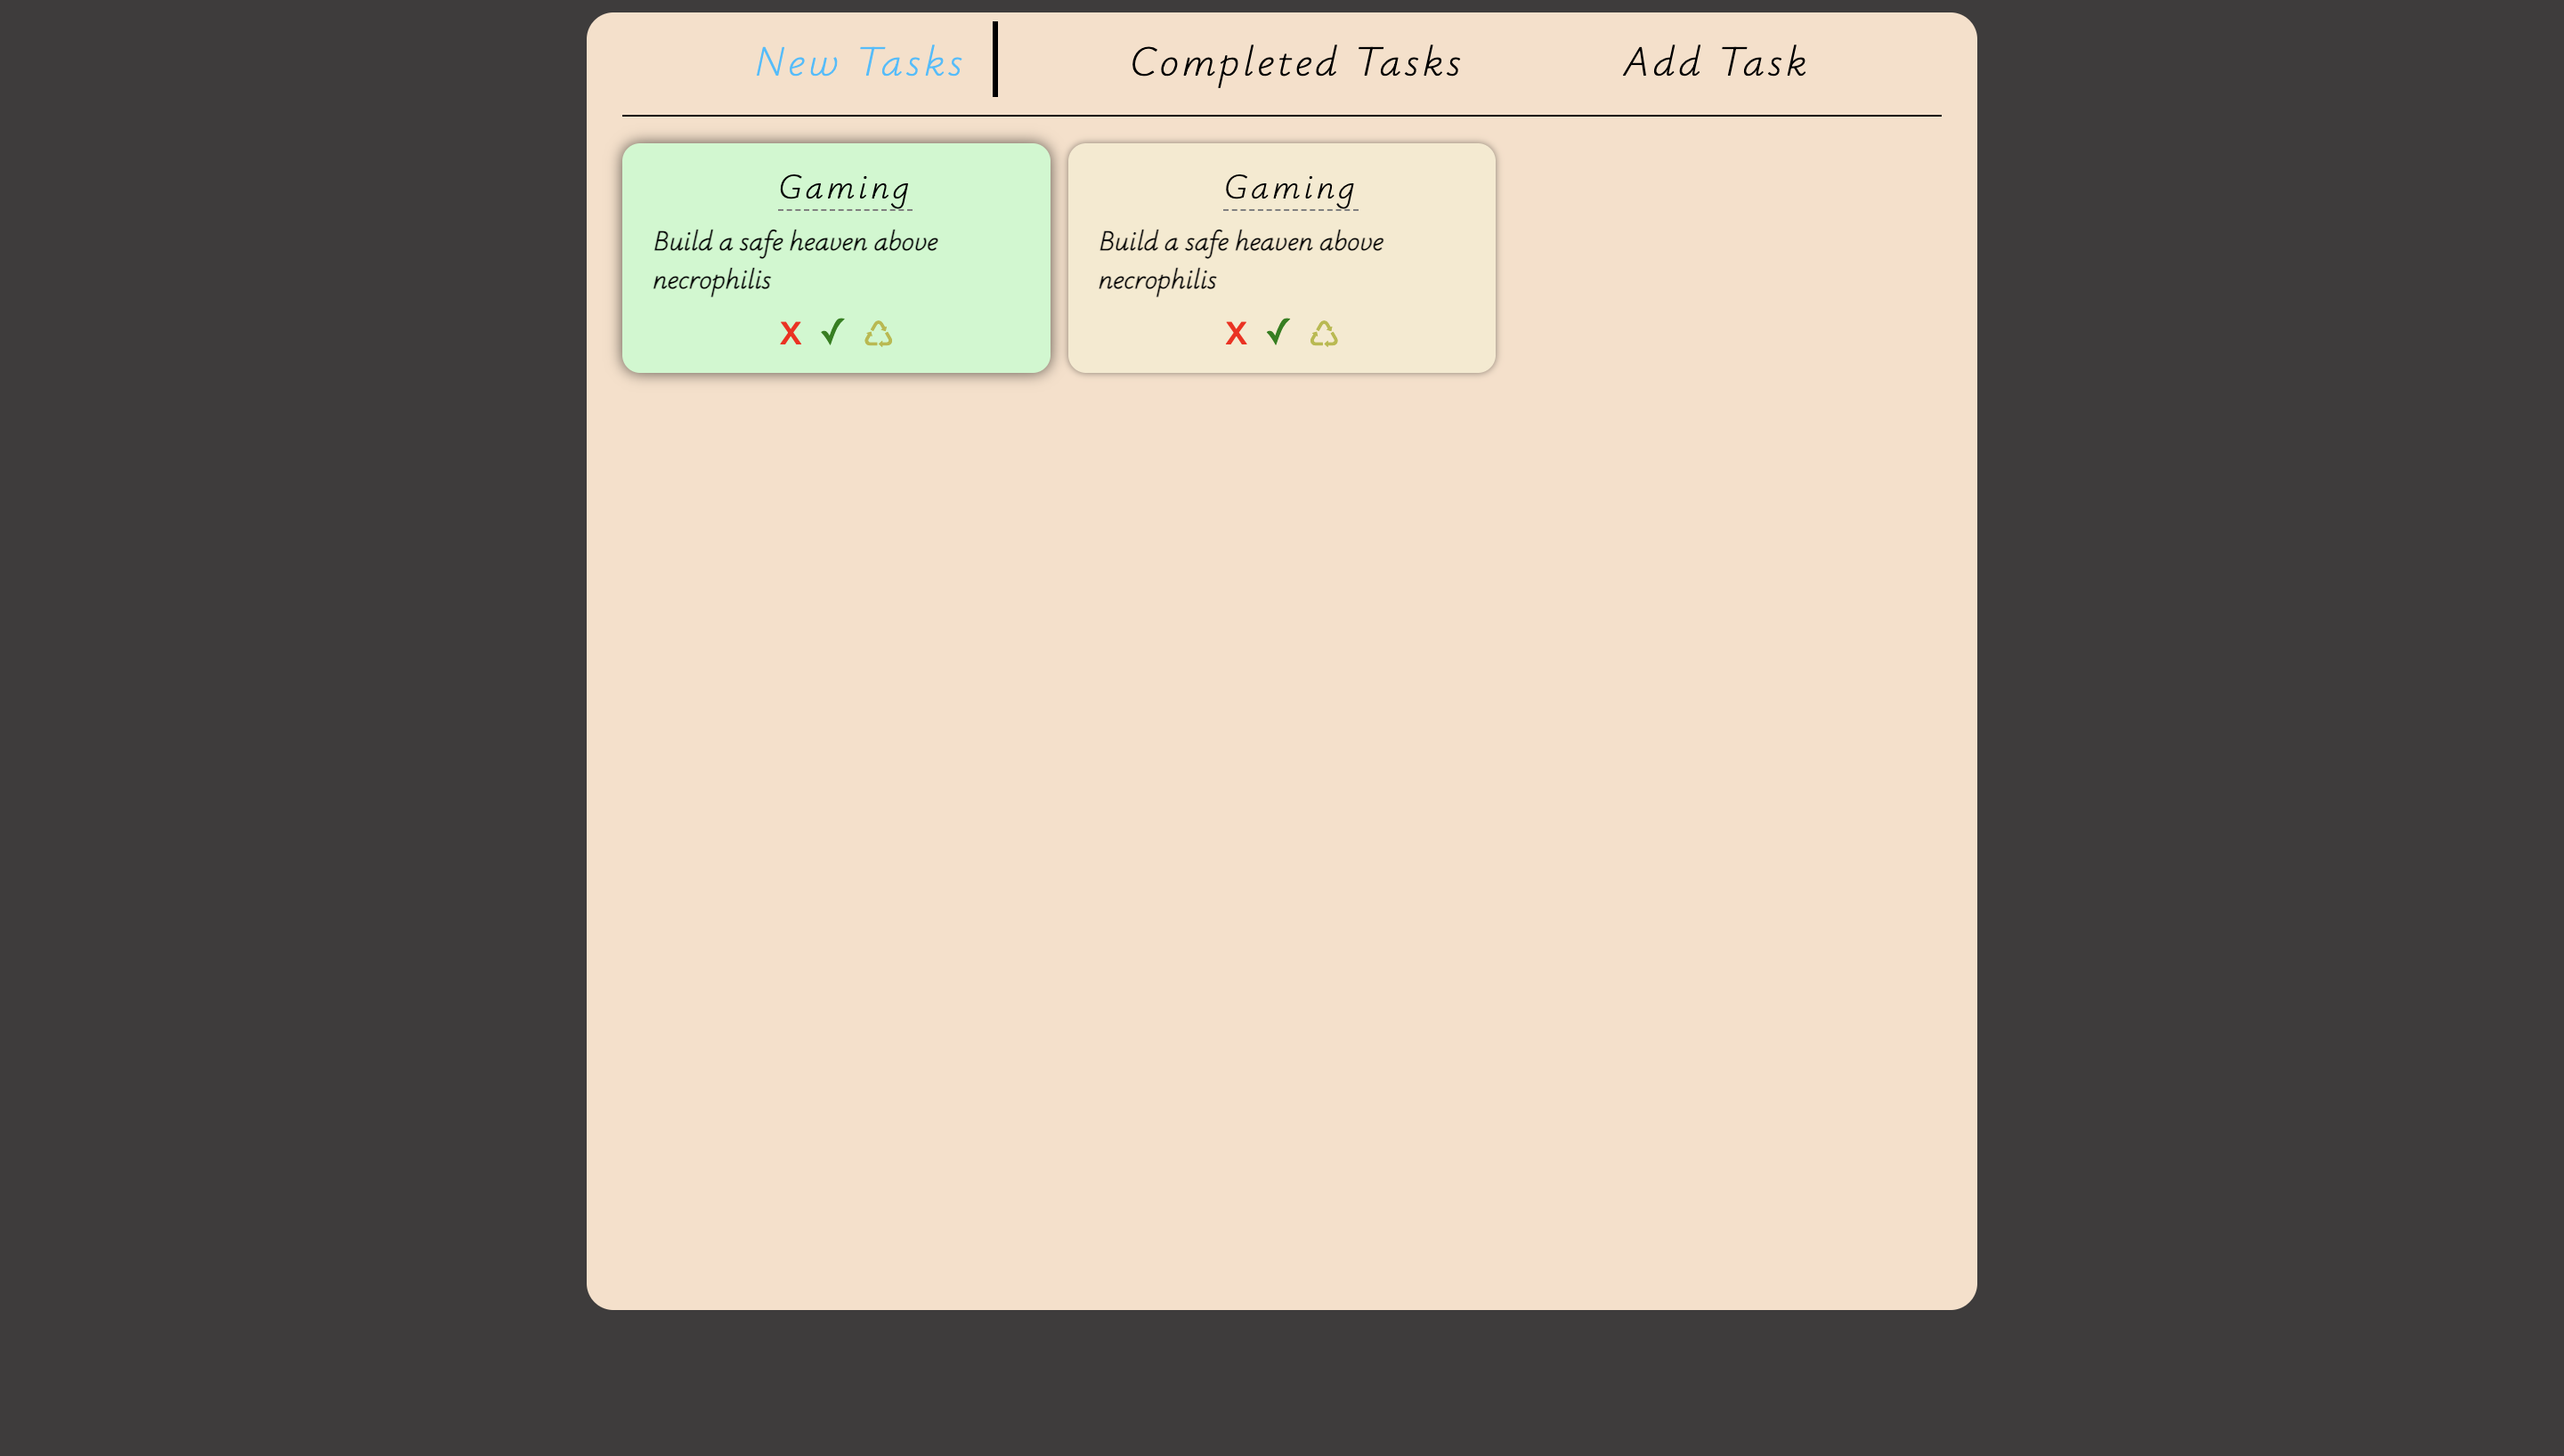 New Tasks
Completed Tasks
Add Task
Gaming
Build a safe heaven above
necrophilis
X ✓ ♺
Gaming
Build a safe heaven above
necrophilis
X ✓ ♺